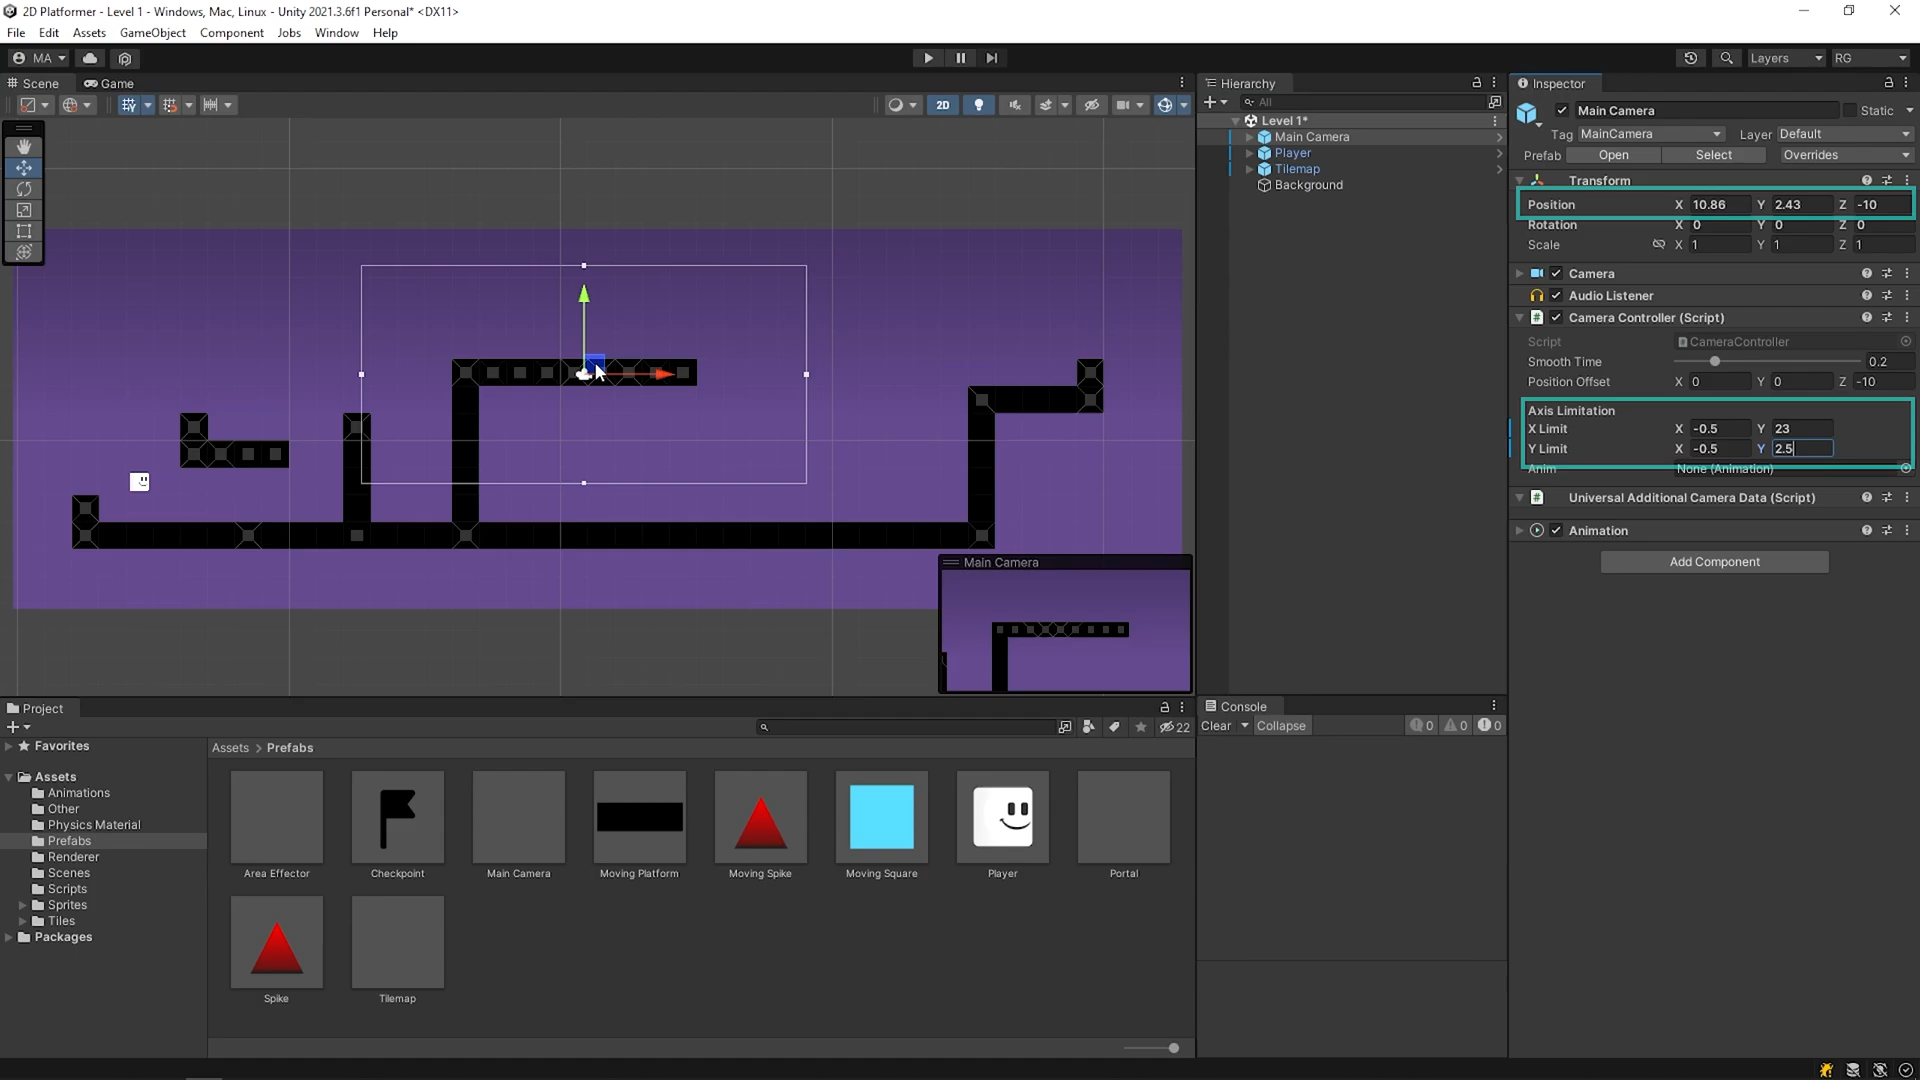 2D Platformer - Level 1 - Windows, Mac, Linux - Unity 2021.3.6f1 Personal* <DX11>
File Edit Assets GameObject Component Jobs Window Help
MA Layers RG
Scene Game
2D
Hierarchy
All
Level 1*
Main Camera
Player
Tilemap
Background
Inspector
Main Camera Static
Tag MainCamera Layer Default
Prefab Open Select Overrides
Transform
Position X 10.86 Y 2.43 Z -10
Rotation X 0 Y 0 Z 0
Scale X 1 Y 1 Z 1
Camera
Audio Listener
Camera Controller (Script)
Script CameraController
Smooth Time 0.2
Position Offset X 0 Y 0 Z -10
Axis Limitation
X Limit X -0.5 Y 23
Y Limit X -0.5 Y 2.5
Anim None (Animation)
Universal Additional Camera Data (Script)
Animation
Add Component
Main Camera
Project
22
Favorites
Assets
Animations
Other
Physics Material
Prefabs
Renderer
Scenes
Scripts
Sprites
Tiles
Packages
Assets > Prefabs
Area Effector Checkpoint Main Camera Moving Platform Moving Spike Moving Square Player Portal
Spike Tilemap
Console
Clear Collapse 0 0 0